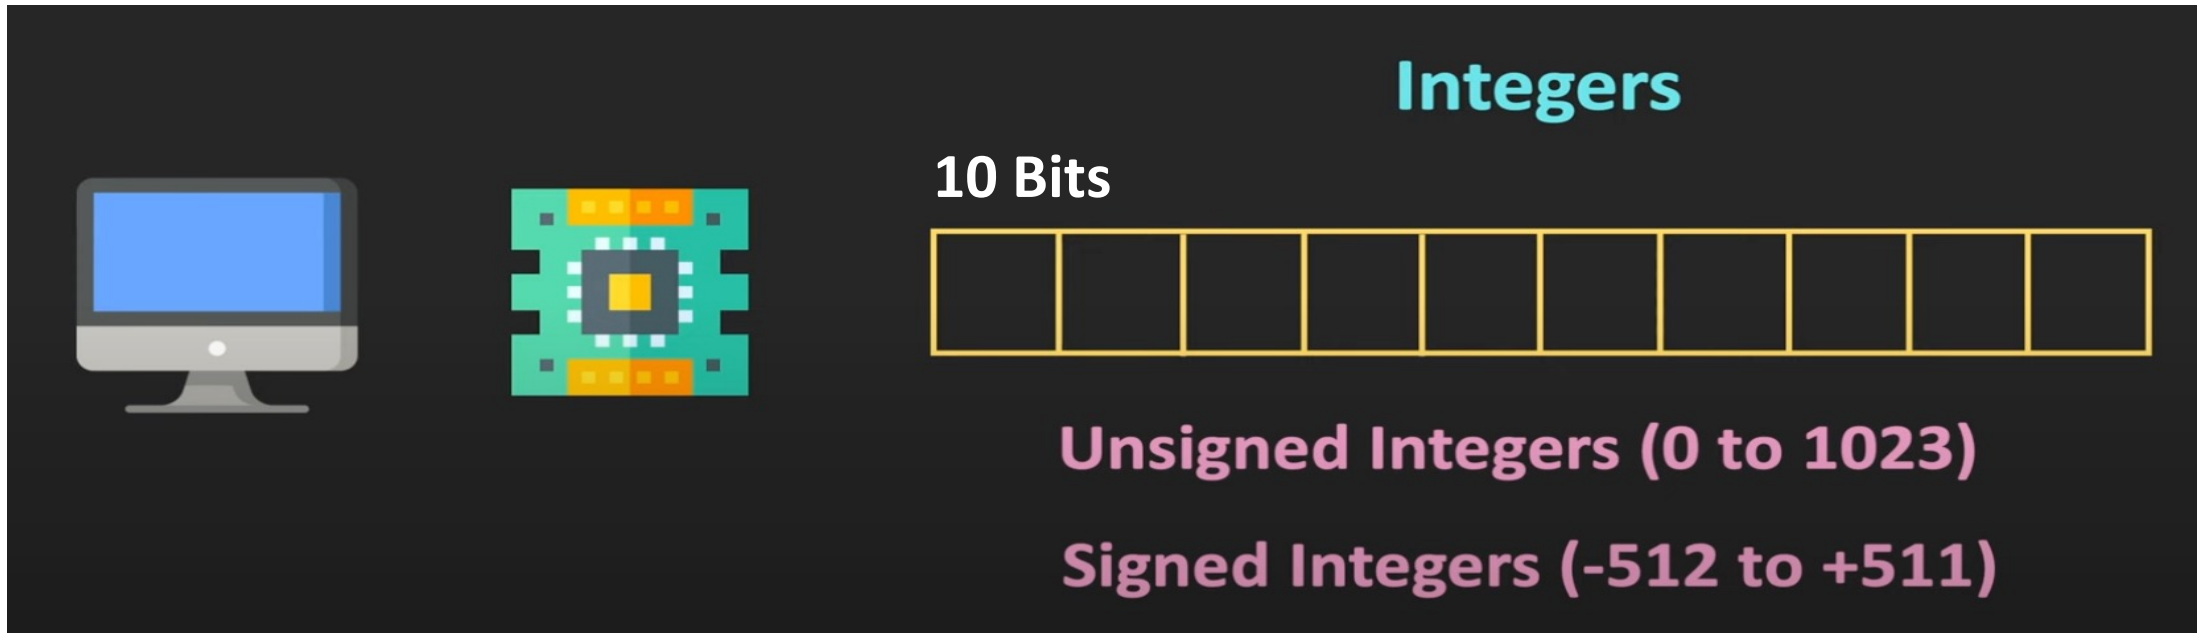 Integers
10 Bits
Unsigned Integers (0 to 1023)
Signed Integers (-512 to +511)